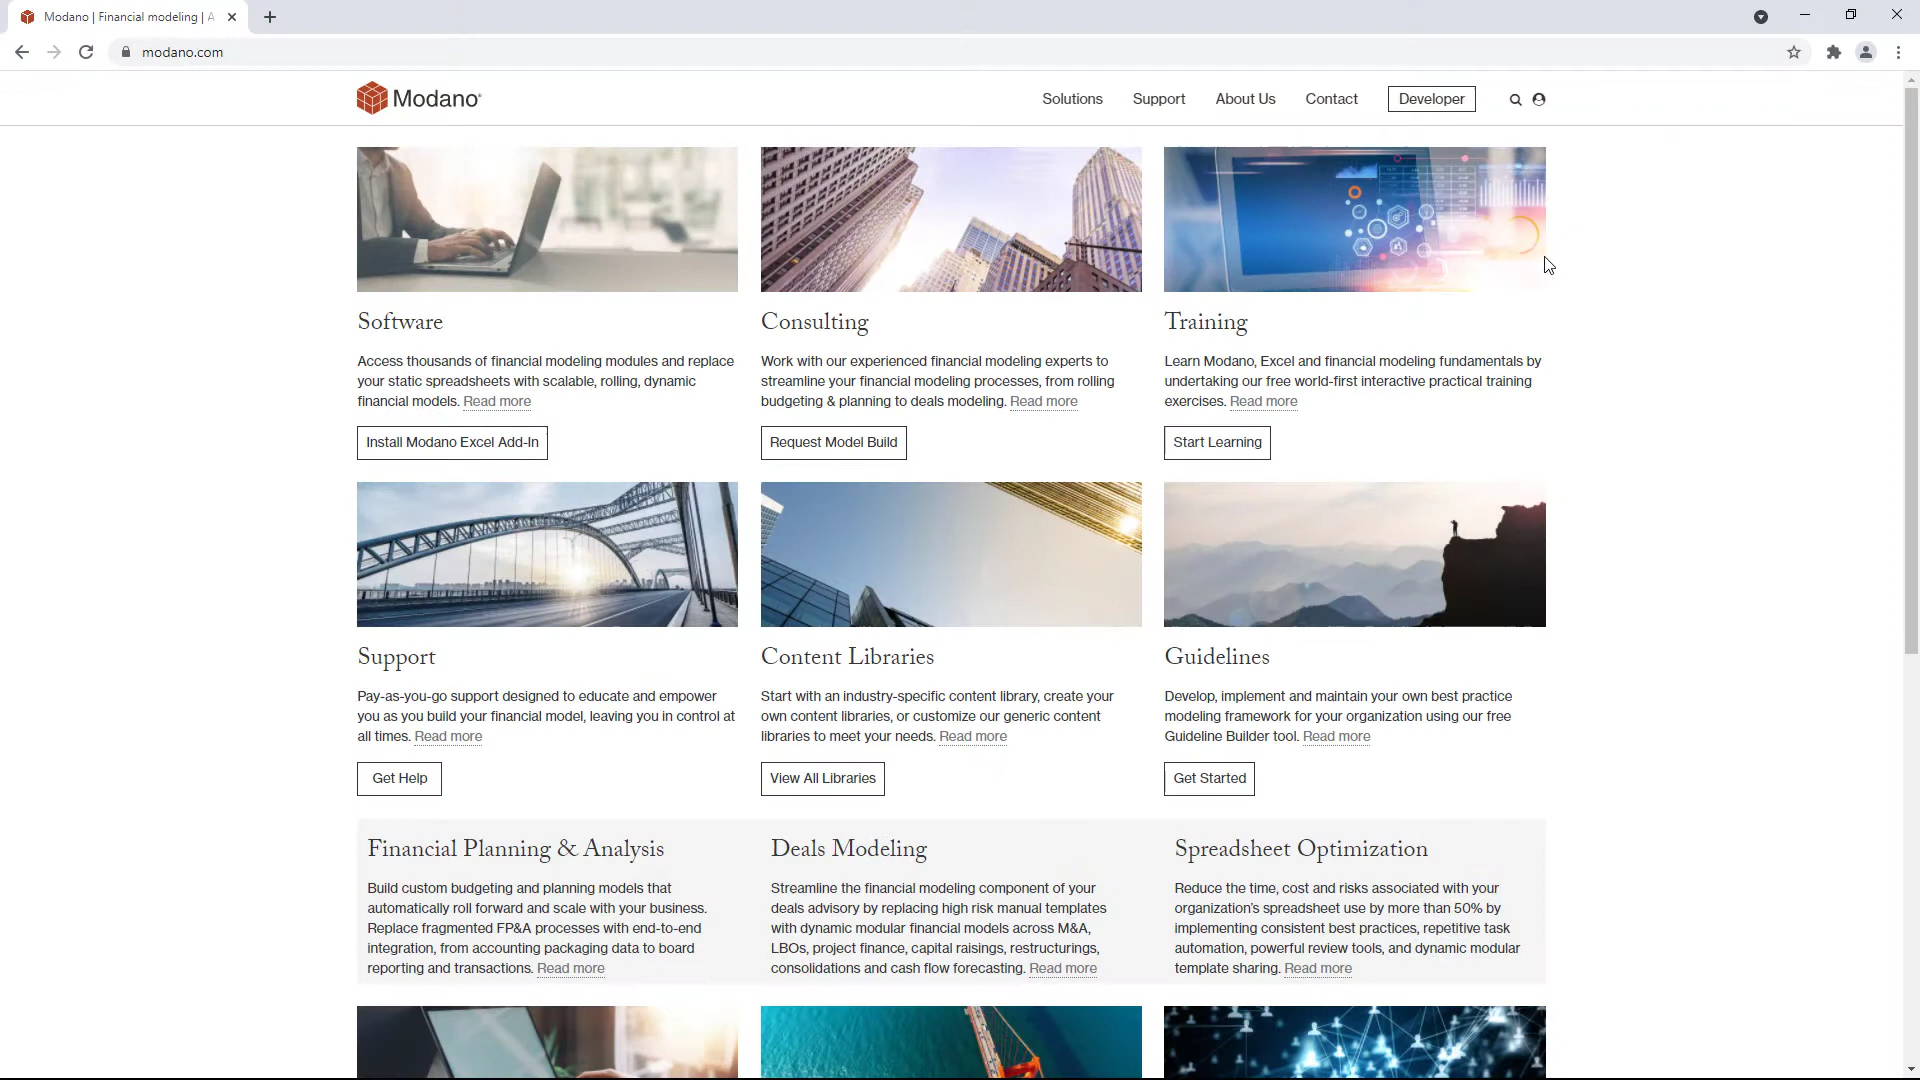 Modano | Financial modeling | A
modano.com
Modano
Solutions
Support
About Us
Contact
Developer
Software
Access thousands of financial modeling modules and replace
your static spreadsheets with scalable, rolling, dynamic
financial models. Read more
Install Modano Excel Add-In
Consulting
Work with our experienced financial modeling experts to
streamline your financial modeling processes, from rolling
budgeting & planning to deals modeling. Read more
Request Model Build
Training
Learn Modano, Excel and financial modeling fundamentals by
undertaking our free world-first interactive practical training
exercises. Read more
Start Learning
Support
Pay-as-you-go support designed to educate and empower
you as you build your financial model, leaving you in control at
all times. Read more
Get Help
Content Libraries
Start with an industry-specific content library, create your
own content libraries, or customize our generic content
libraries to meet your needs. Read more
View All Libraries
Guidelines
Develop, implement and maintain your own best practice
modeling framework for your organization using our free
Guideline Builder tool. Read more
Get Started
Financial Planning & Analysis
Build custom budgeting and planning models that
automatically roll forward and scale with your business.
Replace fragmented FP&A processes with end-to-end
integration, from accounting packaging data to board
reporting and transactions. Read more
Deals Modeling
Streamline the financial modeling component of your
deals advisory by replacing high risk manual templates
with dynamic modular financial models across M&A,
LBOs, project finance, capital raisings, restructurings,
consolidations and cash flow forecasting. Read more
Spreadsheet Optimization
Reduce the time, cost and risks associated with your
organization's spreadsheet use by more than 50% by
implementing consistent best practices, repetitive task
automation, powerful review tools, and dynamic modular
template sharing. Read more